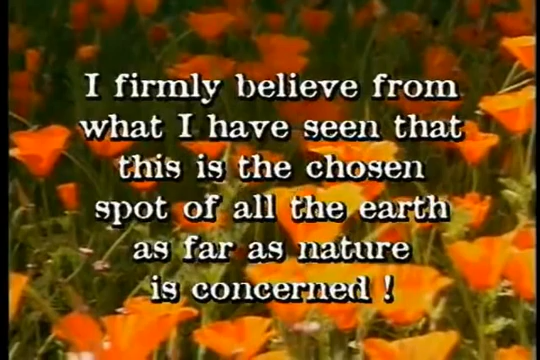 I firmly believe from
what I have seen that
this is the chosen
spot of all the earth
as far as nature
is concerned !